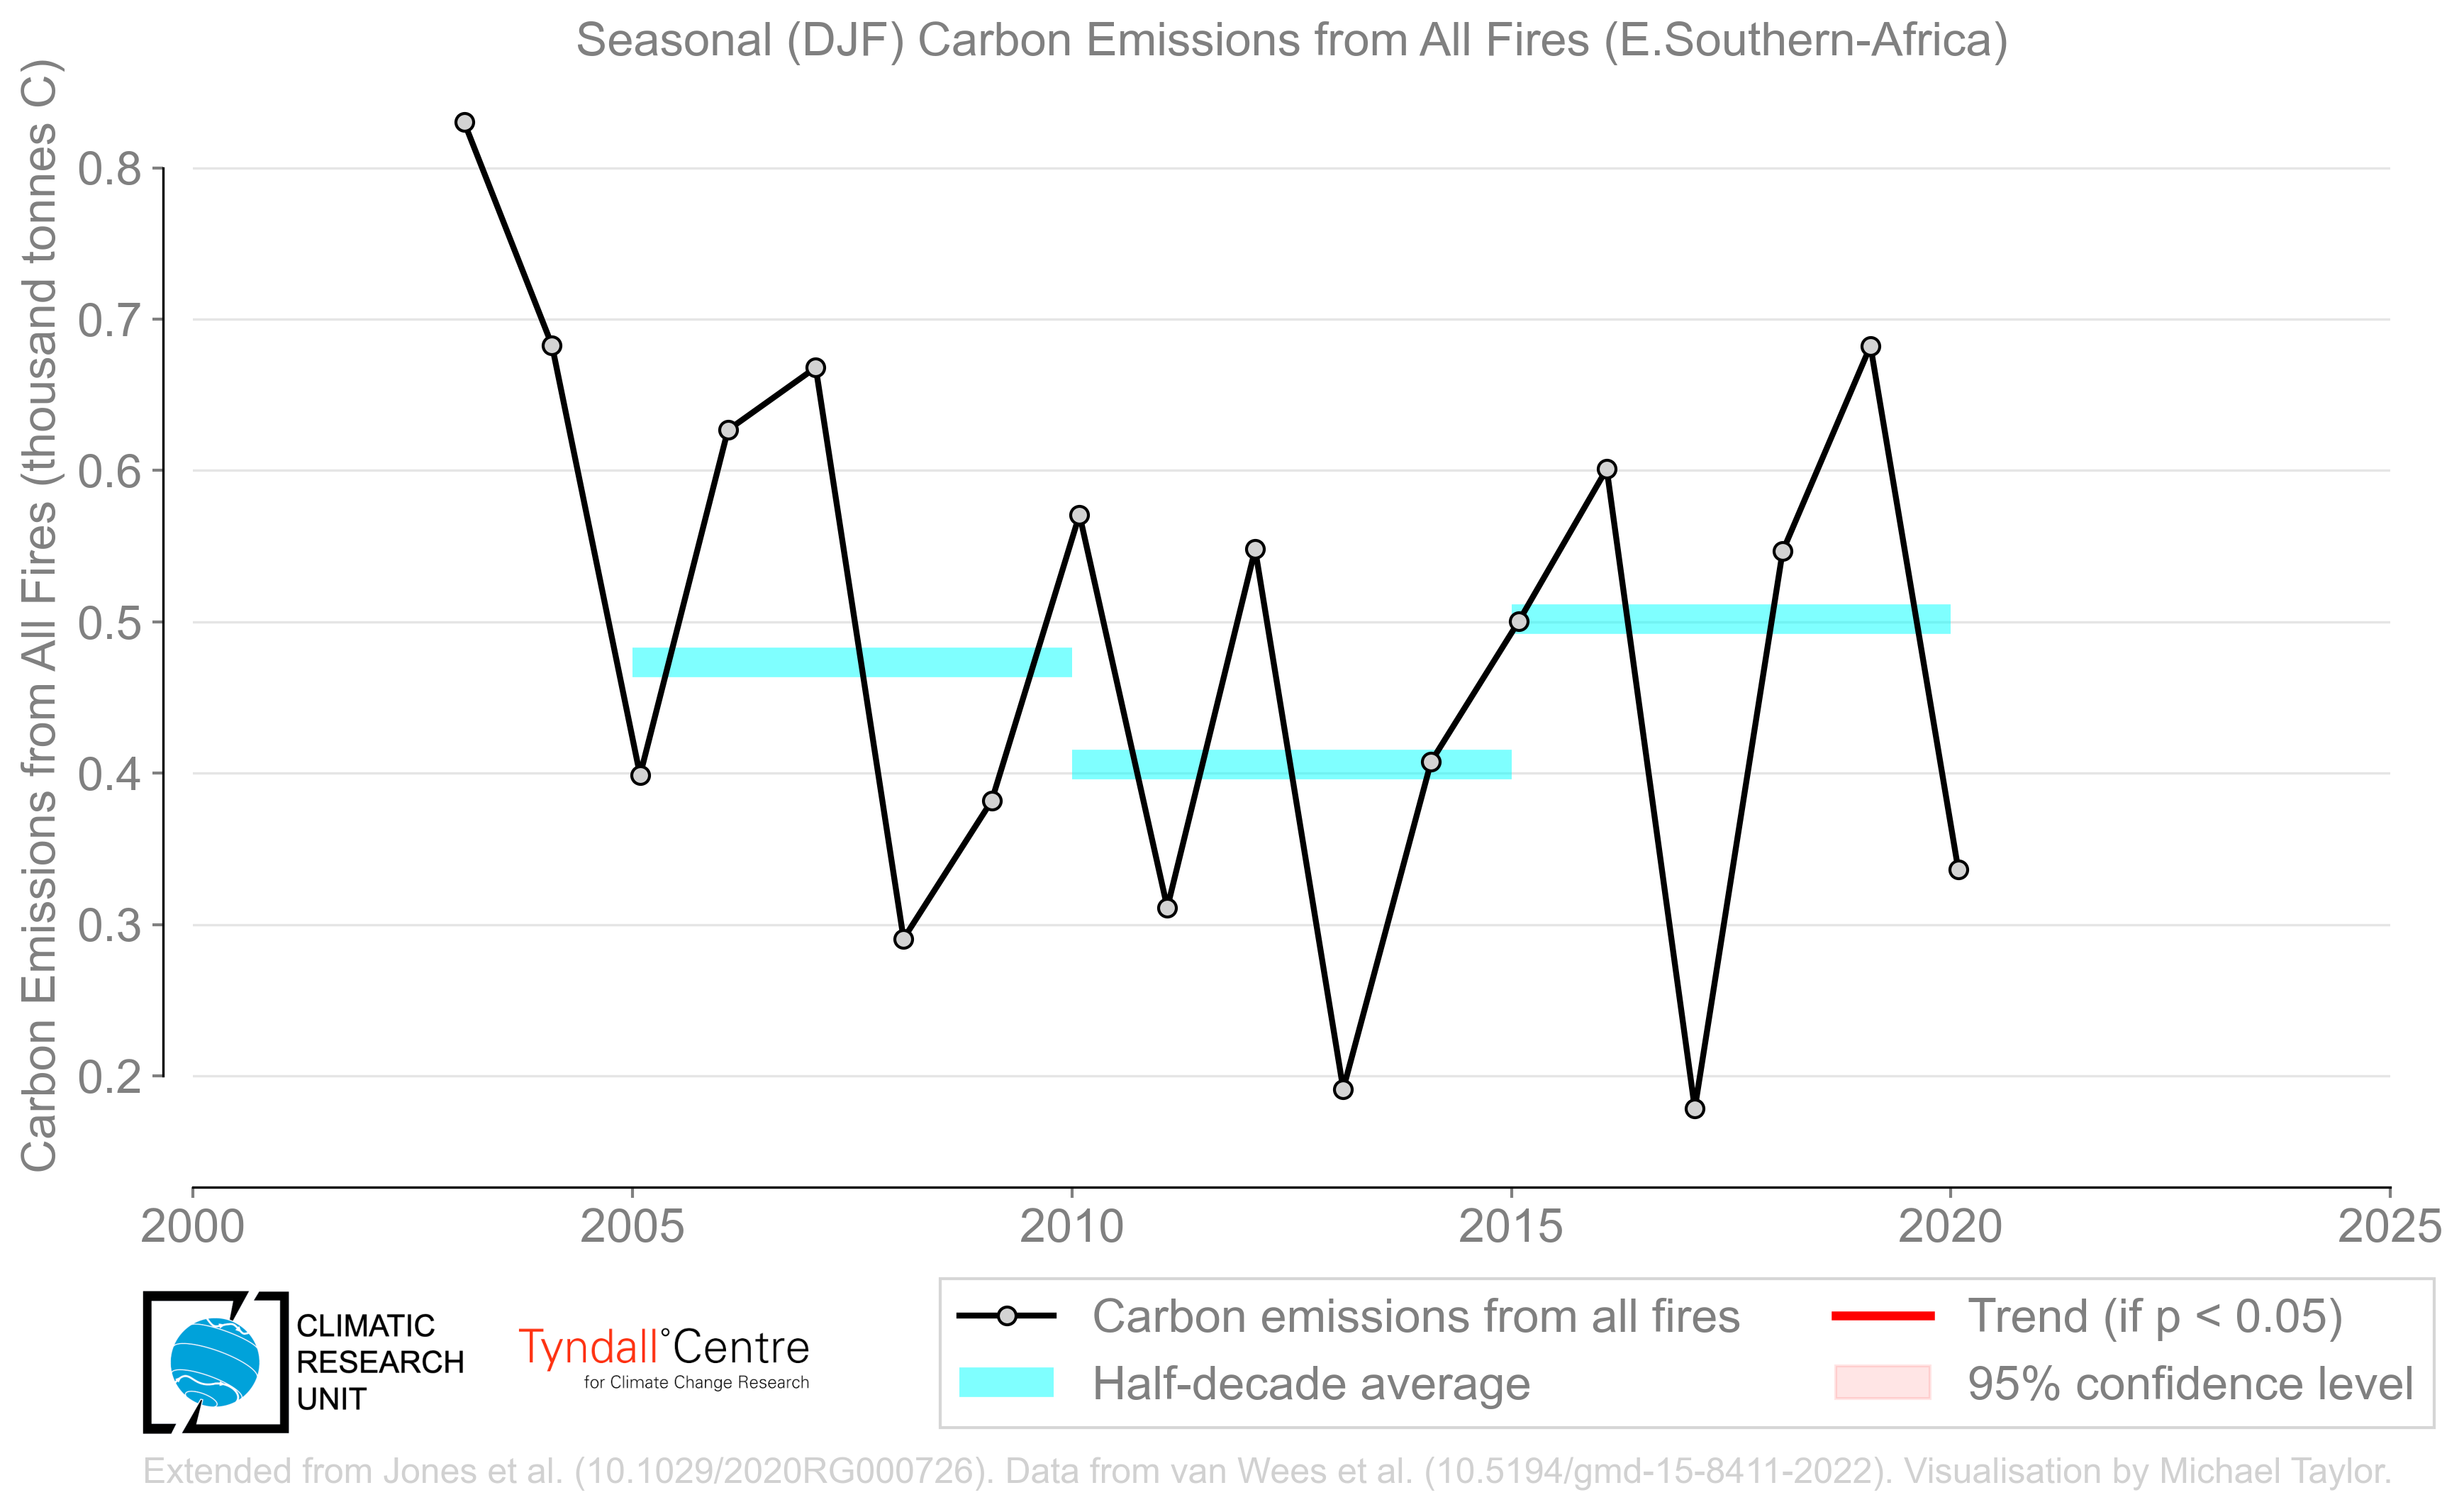 Seasonal (DJF) Carbon Emissions from All Fires (E.Southern-Africa)
Carbon Emissions from All Fires (thousand tonnes C)
0.8
0.7
0.6
0.5
0.4
0.3
0.2
2000 2005 2010 2015 2020 2025
Carbon emissions from all fires
Half-decade average
Trend (if p < 0.05)
95% confidence level
CLIMATIC
RESEARCH
UNIT
Tyndall°Centre
for Climate Change Research
Extended from Jones et al. (10.1029/2020RG000726). Data from van Wees et al. (10.5194/gmd-15-8411-2022). Visualisation by Michael Taylor.